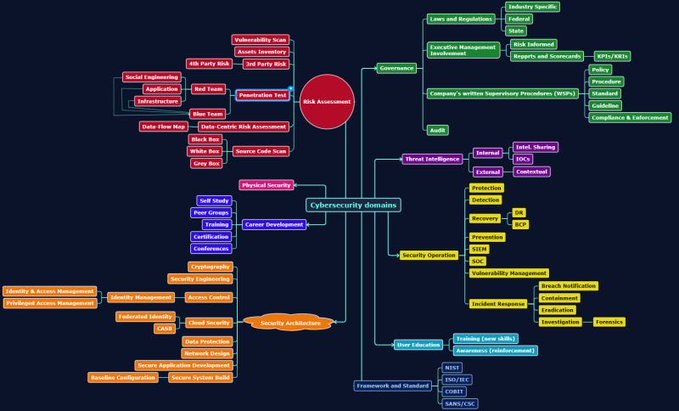 Cybersecurity domains
Risk Assessment
Vulnerability Scan
Assets Inventory
3rd Party Risk
4th Party Risk
Penetration Test
Red Team
Social Engineering
Application
Infrastructure
Blue Team
Data-Centric Risk Assessment
Data-Flow Map
Source Code Scan
Black Box
White Box
Grey Box
Physical Security
Career Development
Self Study
Peer Groups
Training
Certification
Conferences
Security Architecture
Cryptography
Security Engineering
Access Control
Identity Management
Identity & Access Management
Privileged Access Management
Cloud Security
Federated Identity
CASB
Data Protection
Network Design
Secure Application Development
Secure System Build
Baseline Configuration
Governance
Laws and Regulations
Industry Specific
Federal
State
Executive Management
Involvement
Risk Informed
Repprts and Scorecards
KPIs/KRIs
Company's written Supervisory Procedures (WSPs)
Policy
Procedure
Standard
Guideline
Compliance & Enforcement
Audit
Threat Intelligence
Internal
Intel. Sharing
IOCs
External
Contextual
Security Operation
Protection
Detection
Recovery
DR
BCP
Prevention
SIEM
SOC
Vulnerability Management
Incident Response
Breach Notification
Containment
Eradication
Investigation
Forensics
User Education
Training (new skills)
Awareness (reinforcement)
Framework and Standard
NIST
ISO/IEC
COBIT
SANS/CSC